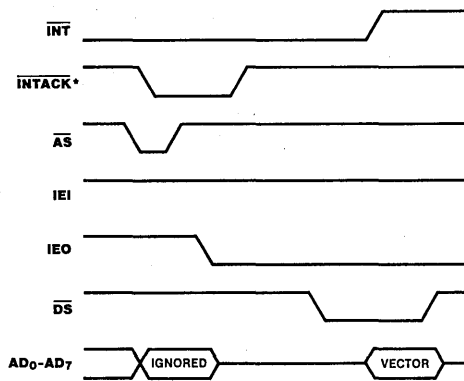 INT
INTACK*
AS
IEI
IEO
DS
AD0-AD7 IGNORED VECTOR